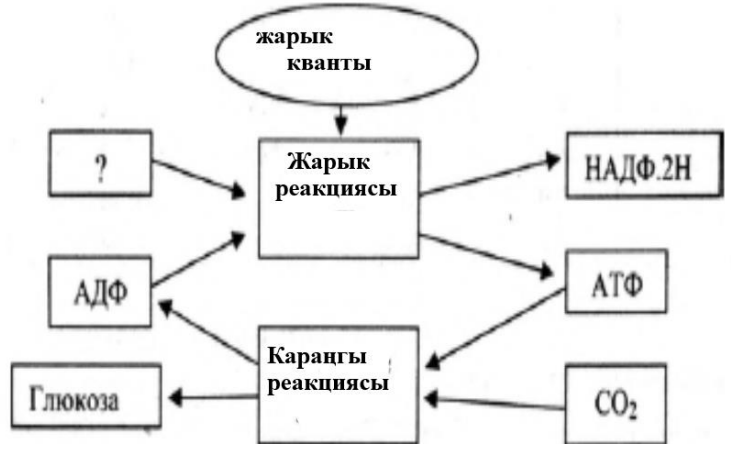 жарык
кванты
?
Жарык
реакциясы
НАДФ.2Н
АДФ
АТФ
Караңгы
реакциясы
Глюкоза
CO₂